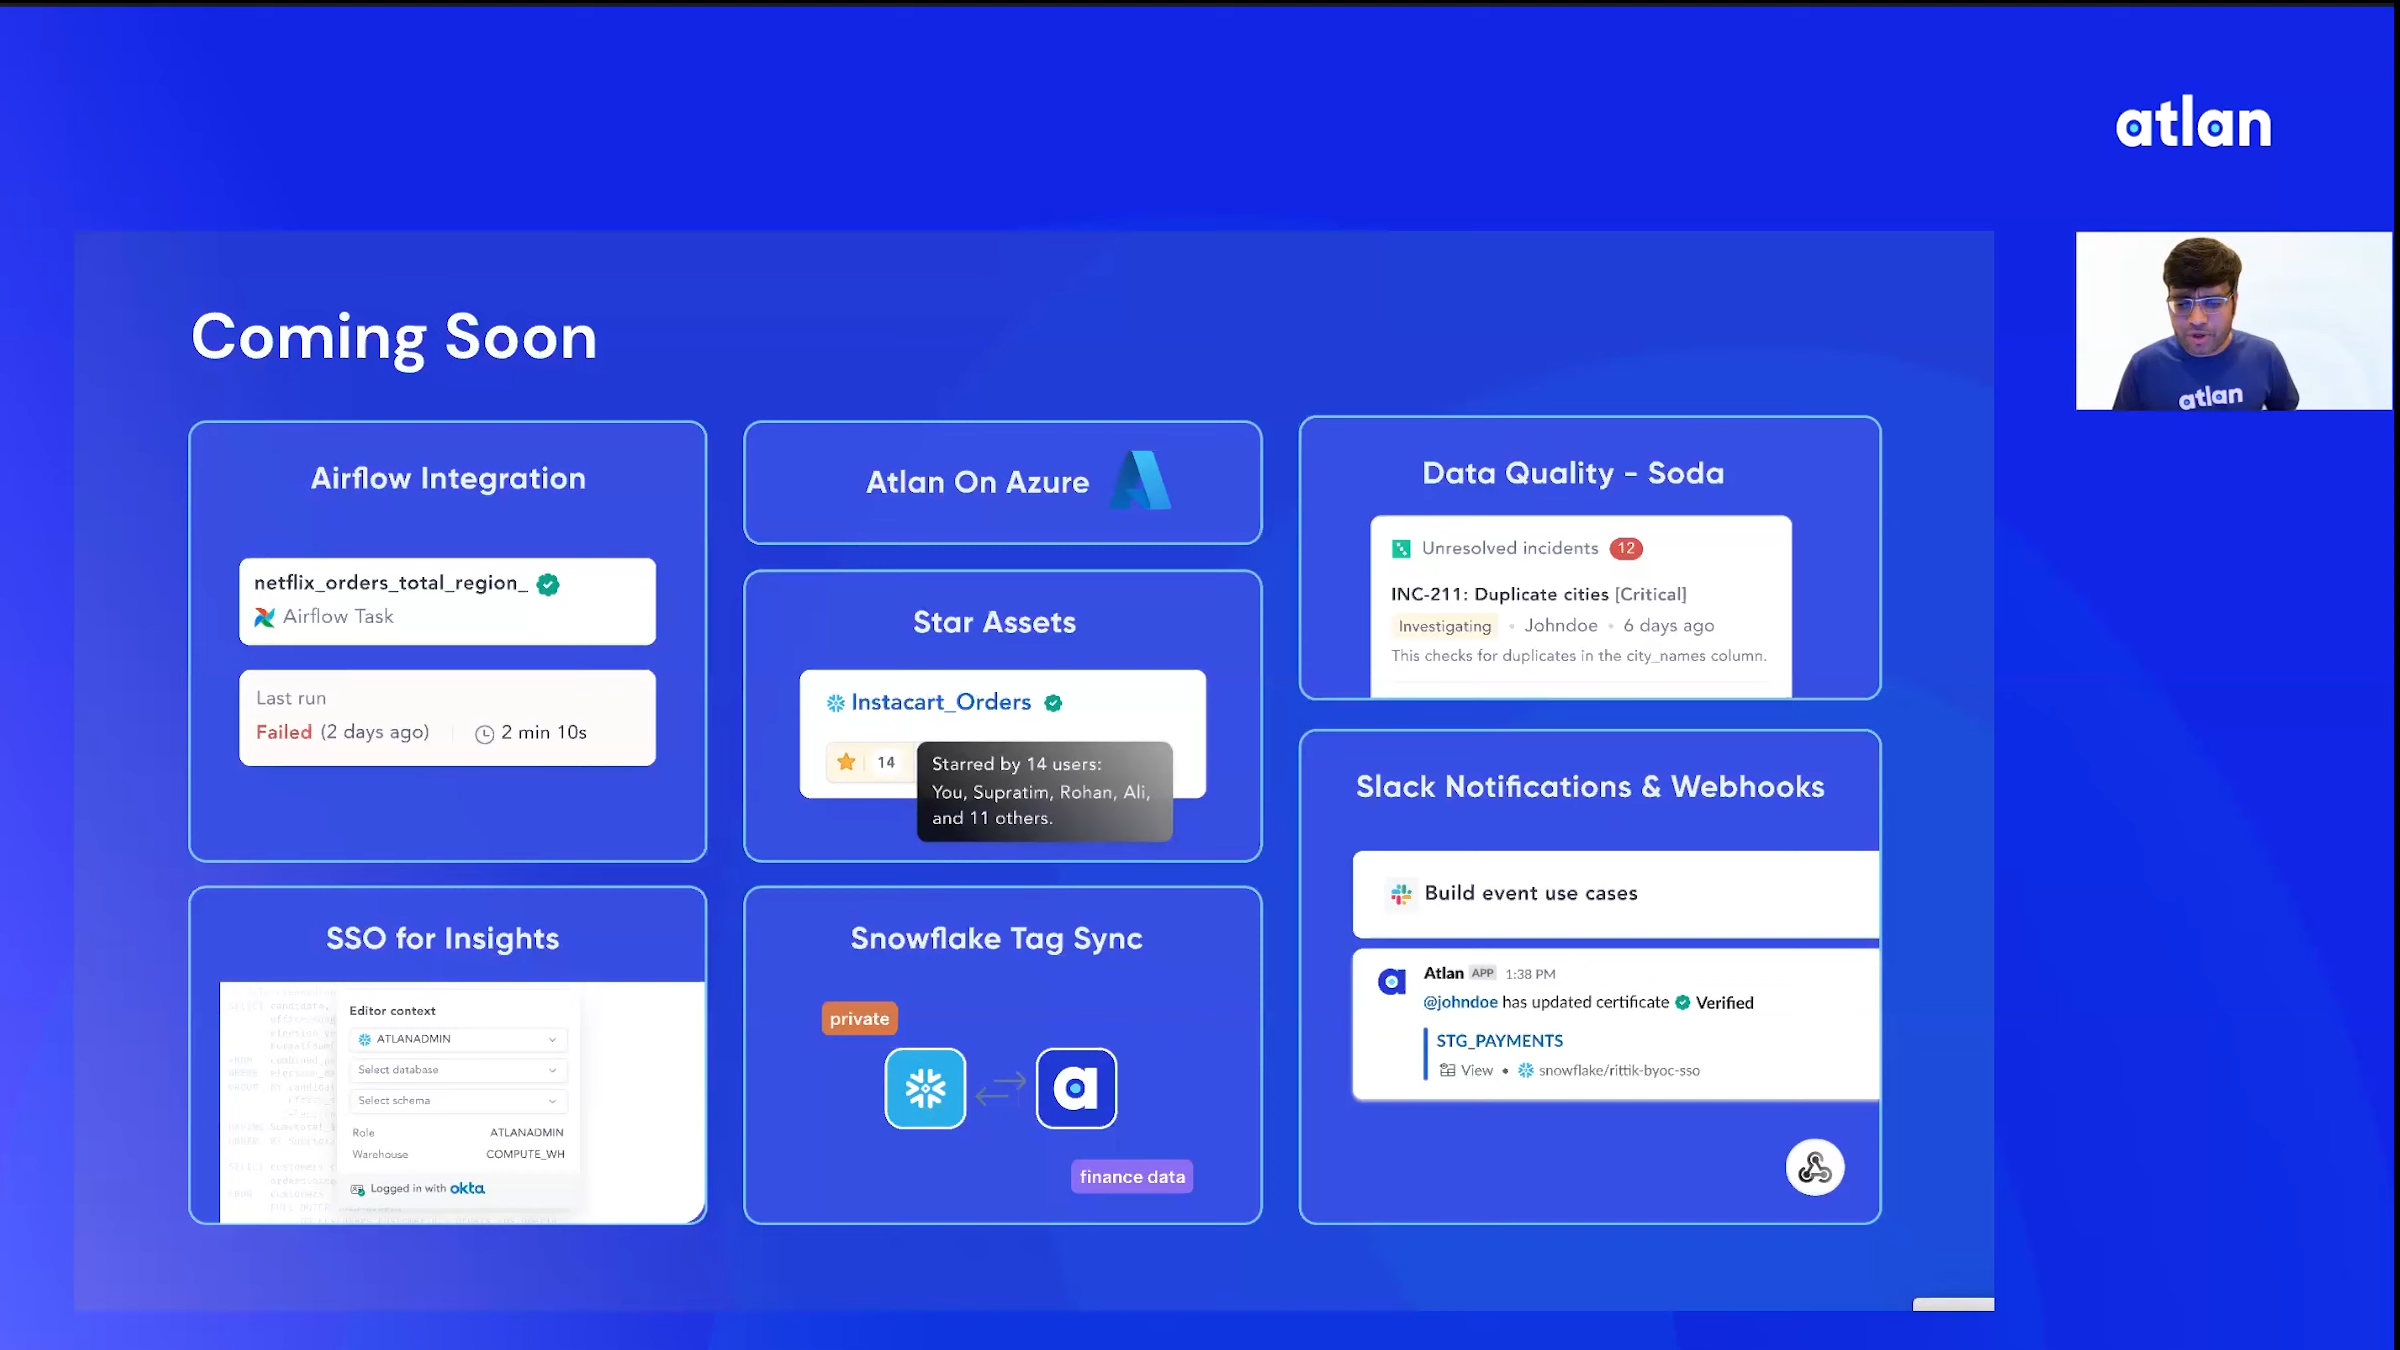 atlan
atlan
Coming Soon
Airflow Integration
netflix_orders_total_region_
Airflow Task
Last run
Failed (2 days ago) 2 min 10s
Atlan On Azure
Star Assets
Instacart_Orders
14
Starred by 14 users:
You, Supratim, Rohan, Ali,
and 11 others.
Data Quality - Soda
Unresolved incidents 12
INC-211: Duplicate cities [Critical]
Investigating • Johndoe • 6 days ago
This checks for duplicates in the city_names column.
Slack Notifications & Webhooks
Build event use cases
Atlan APP 1:38 PM
@johndoe has updated certificate Verified
STG_PAYMENTS
View • snowflake/rittik-byoc-sso
SSO for Insights
Editor context
ATLANADMIN
Select database
Select schema
Role ATLANADMIN
Warehouse COMPUTE_WH
Logged in with okta
Snowflake Tag Sync
private
a
finance data